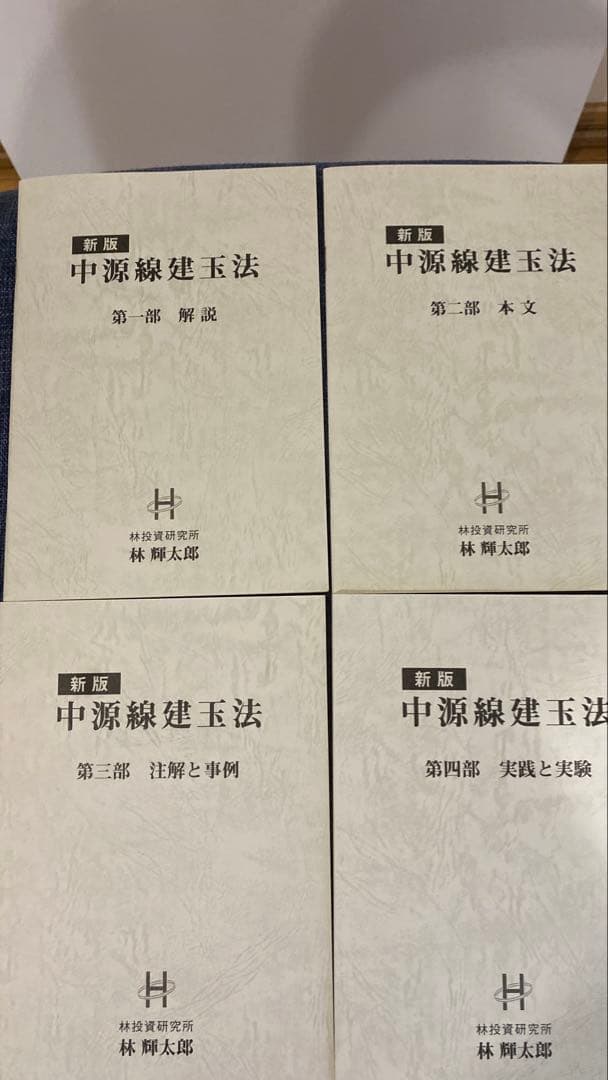 新版
中源線建玉法
第一部 解説
林投資研究所
林 輝太郎
新版
中源線建玉法
第二部 本文
林投資研究所
林 輝太郎
新版
中源線建玉法
第三部 注解と事例
林投資研究所
林 輝太郎
新版
中源線建玉法
第四部 実践と実験
林投資研究所
林 輝太郎